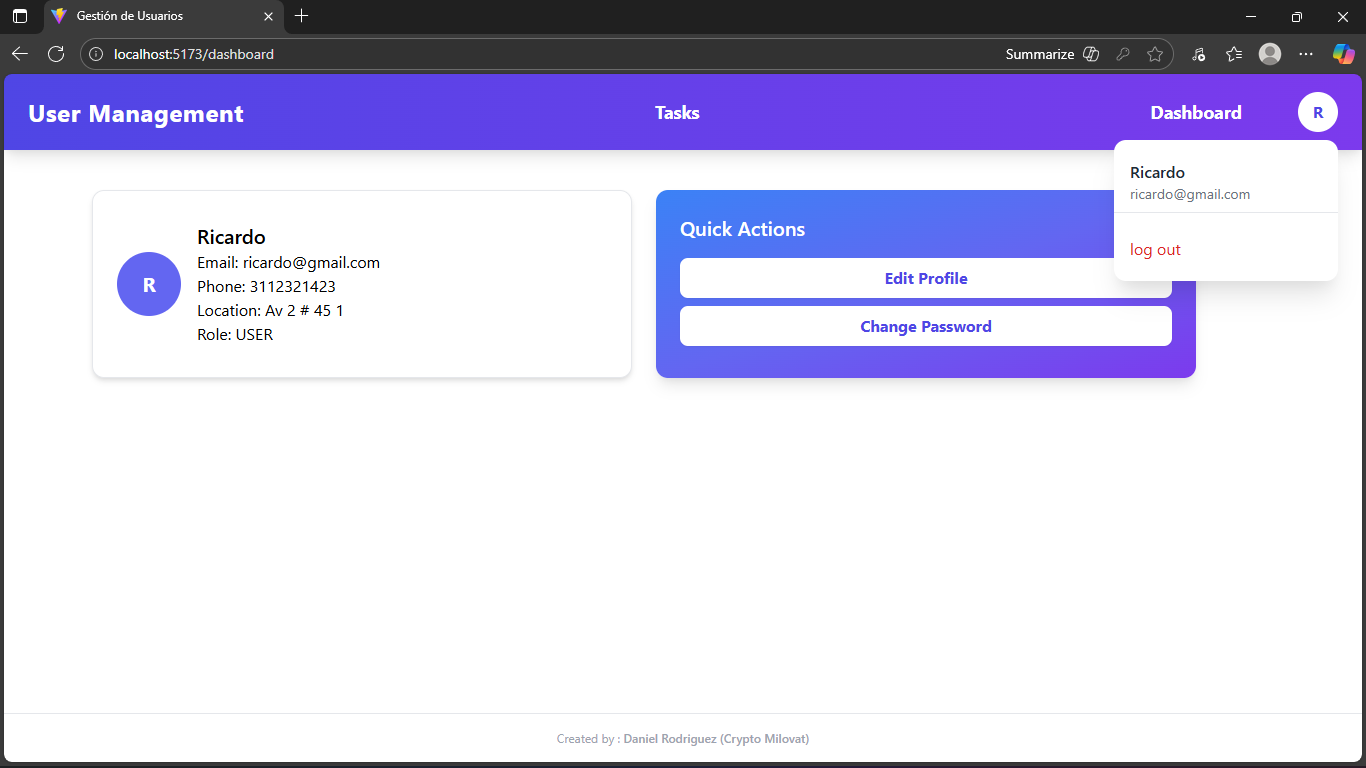 Gestión de Usuarios
localhost:5173/dashboard
Summarize
User Management
Tasks
Dashboard
R
Ricardo
ricardo@gmail.com
log out
R
Ricardo
Email: ricardo@gmail.com
Phone: 3112321423
Location: Av 2 # 45 1
Role: USER
Quick Actions
Edit Profile
Change Password
Created by : Daniel Rodriguez (Crypto Milovat)